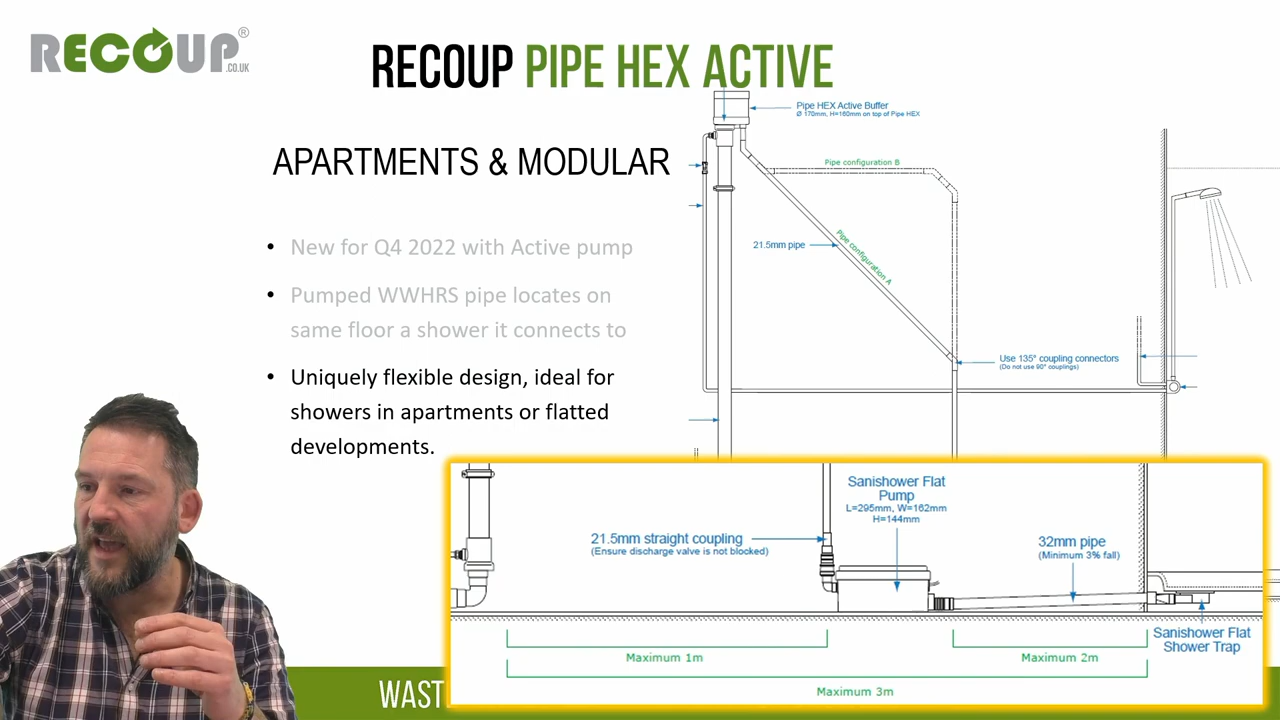 RECOUP®
.CO.UK
RECOUP PIPE HEX ACTIVE
APARTMENTS & MODULAR
• New for Q4 2022 with Active pump
• Pumped WWHRS pipe locates on
same floor a shower it connects to
• Uniquely flexible design, ideal for
showers in apartments or flatted
developments.
Pipe HEX Active Buffer
Ø 170mm, H=160mm on top of Pipe HEX
Pipe configuration B
21.5mm pipe
Pipe configuration A
Use 135° coupling connectors
(Do not use 90° couplings)
Sanishower Flat
Pump
L=295mm, W=162mm
H=144mm
21.5mm straight coupling
(Ensure discharge valve is not blocked)
32mm pipe
(Minimum 3% fall)
Sanishower Flat
Shower Trap
Maximum 1m
Maximum 2m
Maximum 3m
WAST